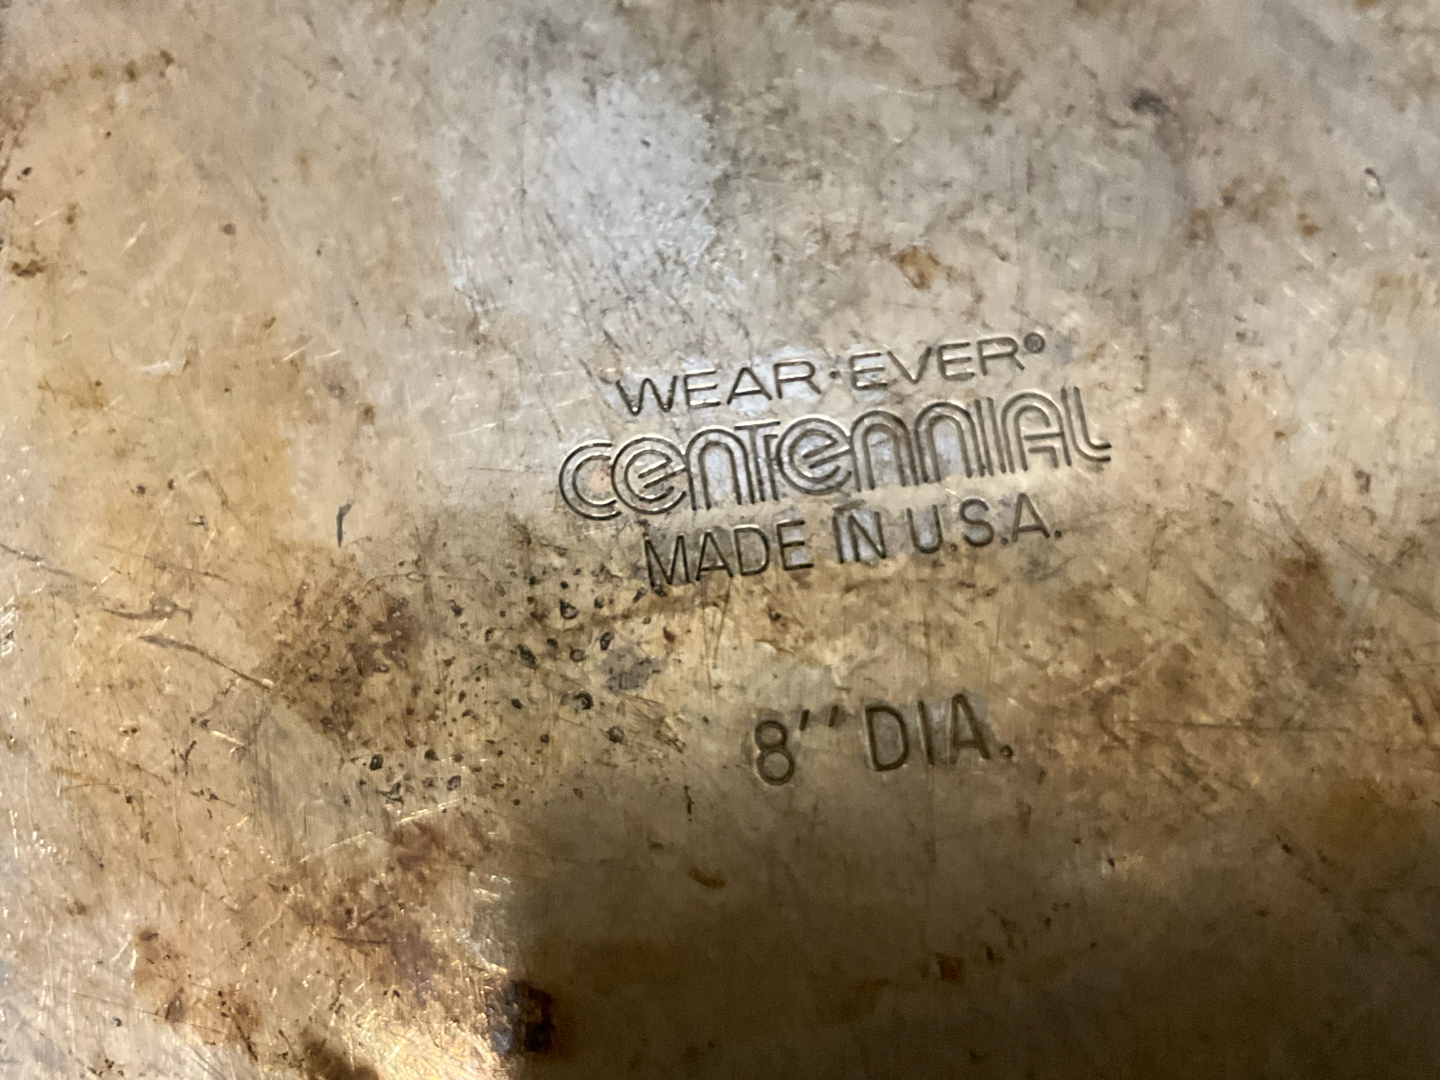 WEAR·EVER®
CENTENNIAL
MADE IN U.S.A.
8'' DIA.